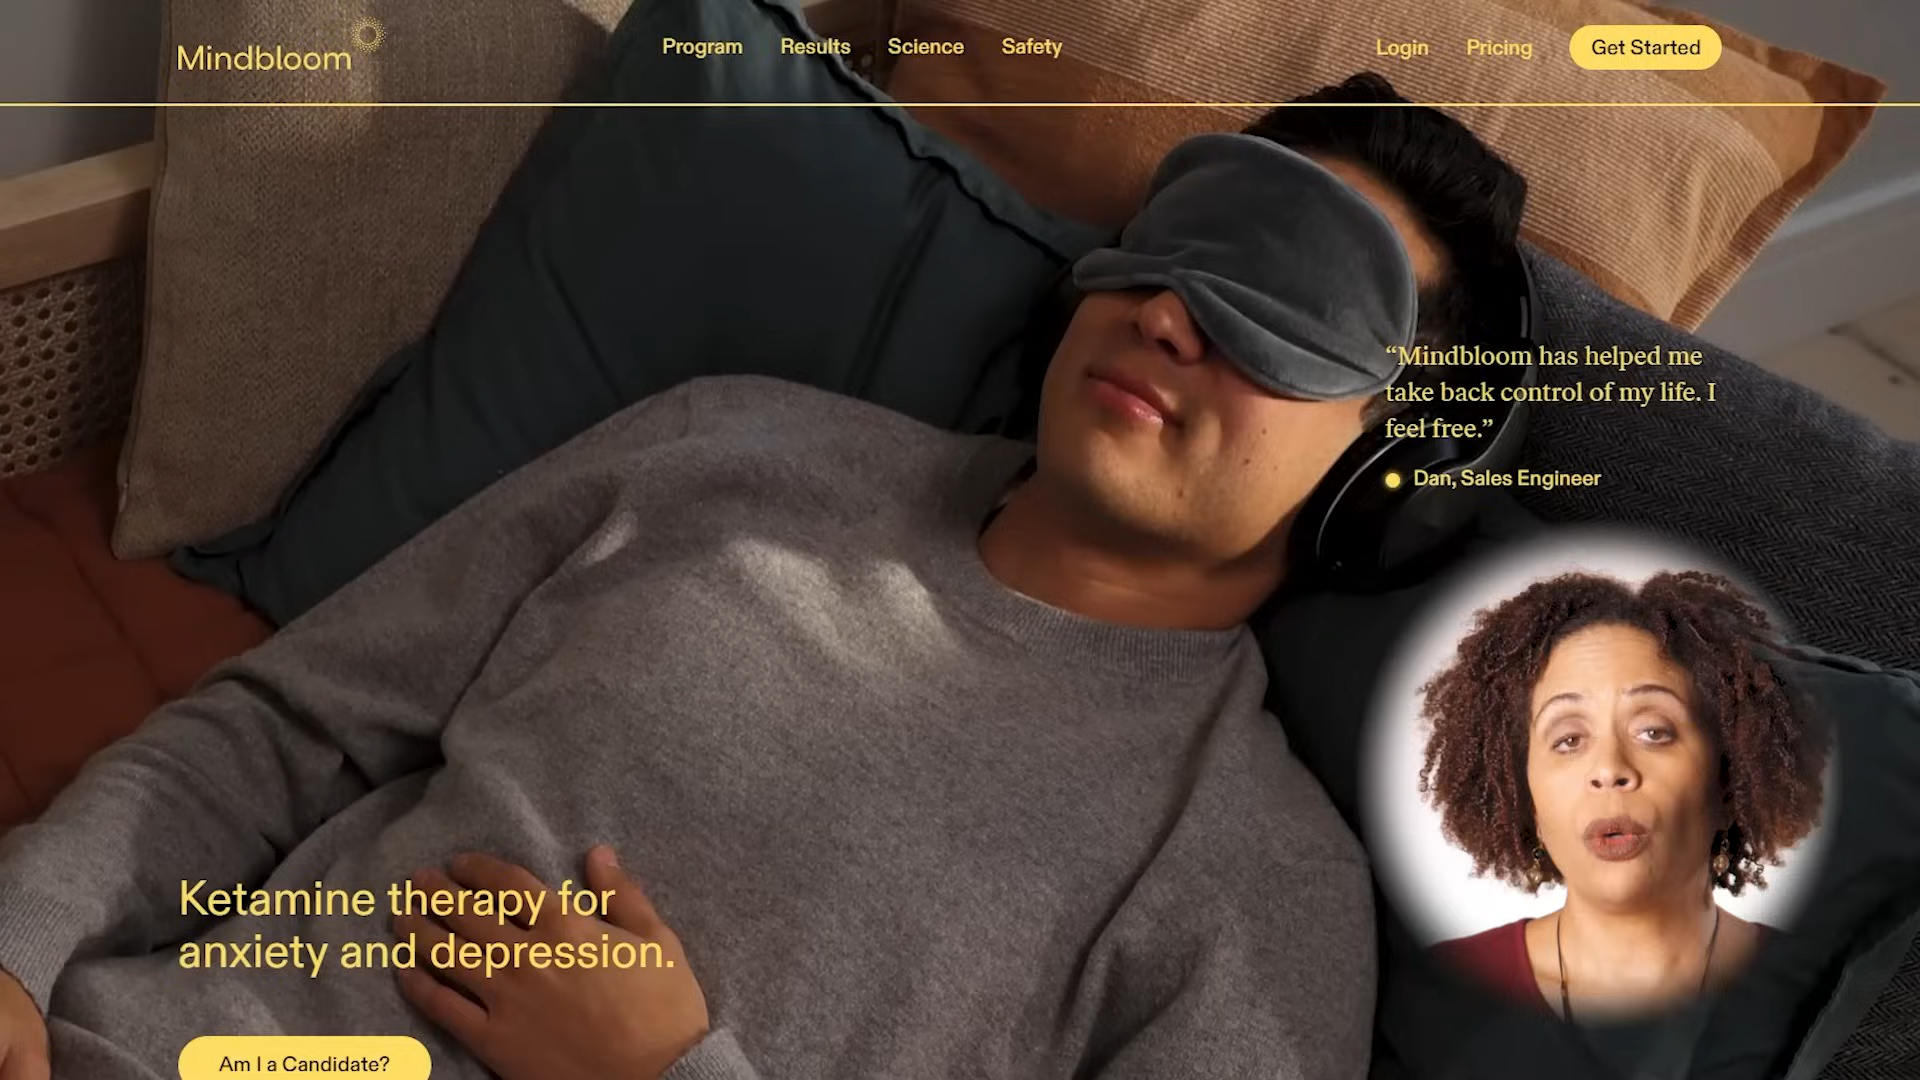 Mindbloom
Program
Results
Science
Safety
Login
Pricing
Get Started
“Mindbloom has helped me
take back control of my life. I
feel free.”
Dan, Sales Engineer
Ketamine therapy for
anxiety and depression.
Am I a Candidate?